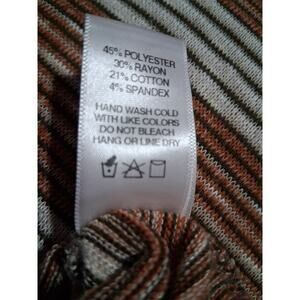 45% POLYESTER
30% RAYON
21% COTTON
4% SPANDEX
HAND WASH COLD
WITH LIKE COLORS
DO NOT BLEACH
HANG OR LINE DRY